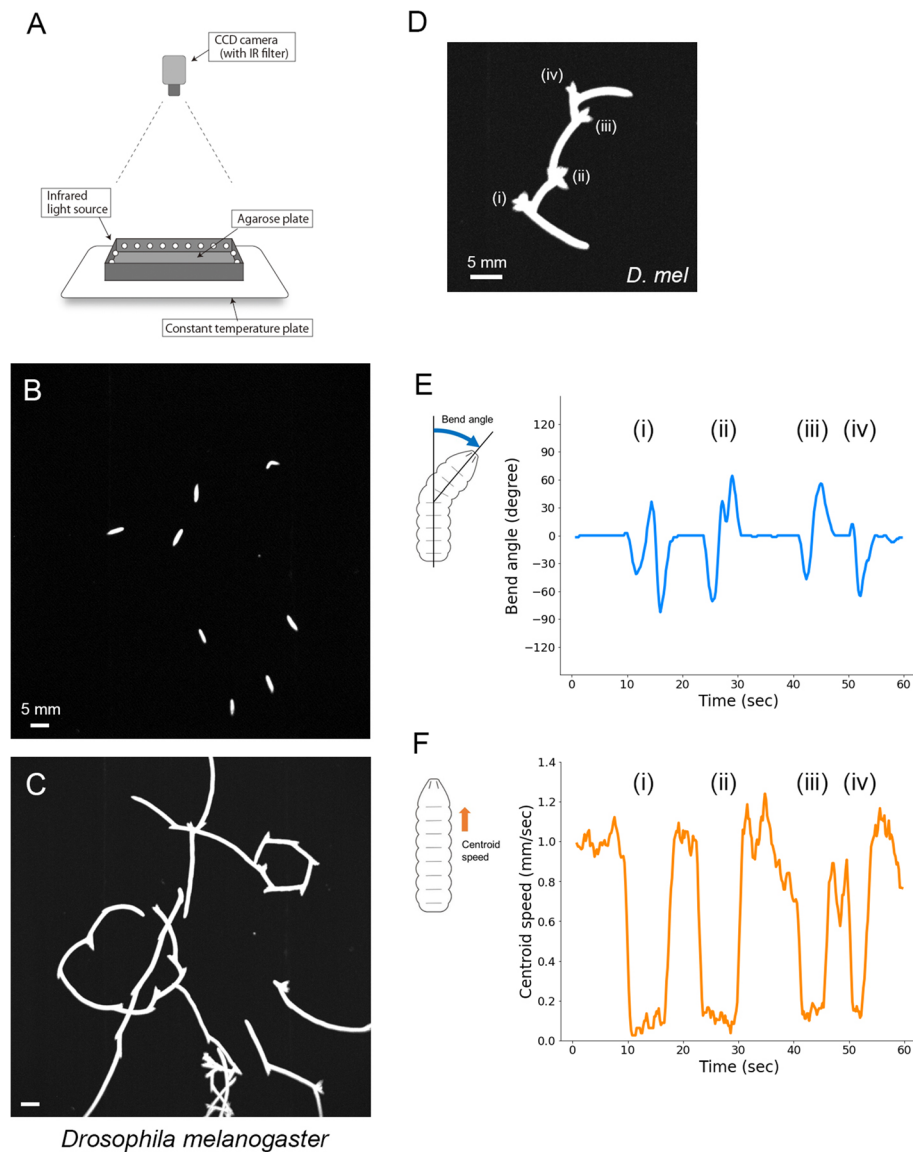 A
CCD camera
(with IR filter)
Infrared
light source
Agarose plate
Constant temperature plate
B
5 mm
C
Drosophila melanogaster
D
(iv)
(iii)
(ii)
(i)
5 mm
D. mel
E
Bend angle
Bend angle (degree)
120
90
60
30
0
−30
−60
−90
−120
(i)
(ii)
(iii)
(iv)
0
10
20
30
40
50
60
Time (sec)
F
Centroid
speed
Centroid speed (mm/sec)
1.4
1.2
1.0
0.8
0.6
0.4
0.2
0.0
(i)
(ii)
(iii)
(iv)
0
10
20
30
40
50
60
Time (sec)